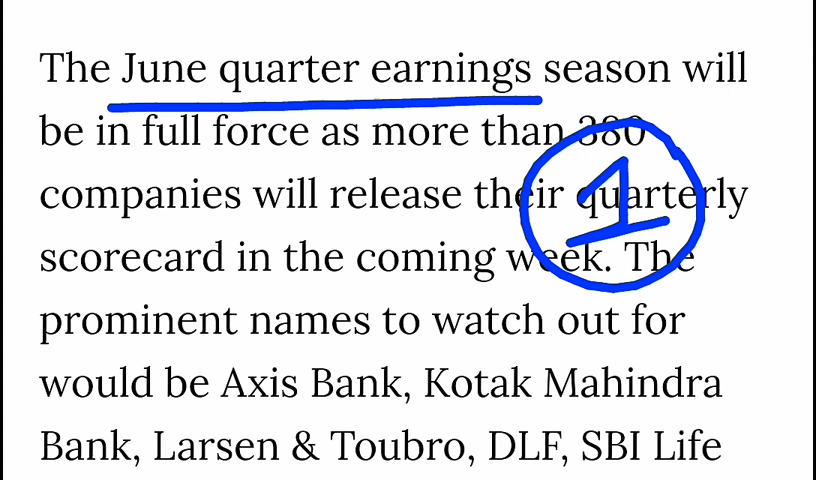 The June quarter earnings season will
be in full force as more than 380
companies will release their quarterly
scorecard in the coming week. The
prominent names to watch out for
would be Axis Bank, Kotak Mahindra
Bank, Larsen & Toubro, DLF, SBI Life
1